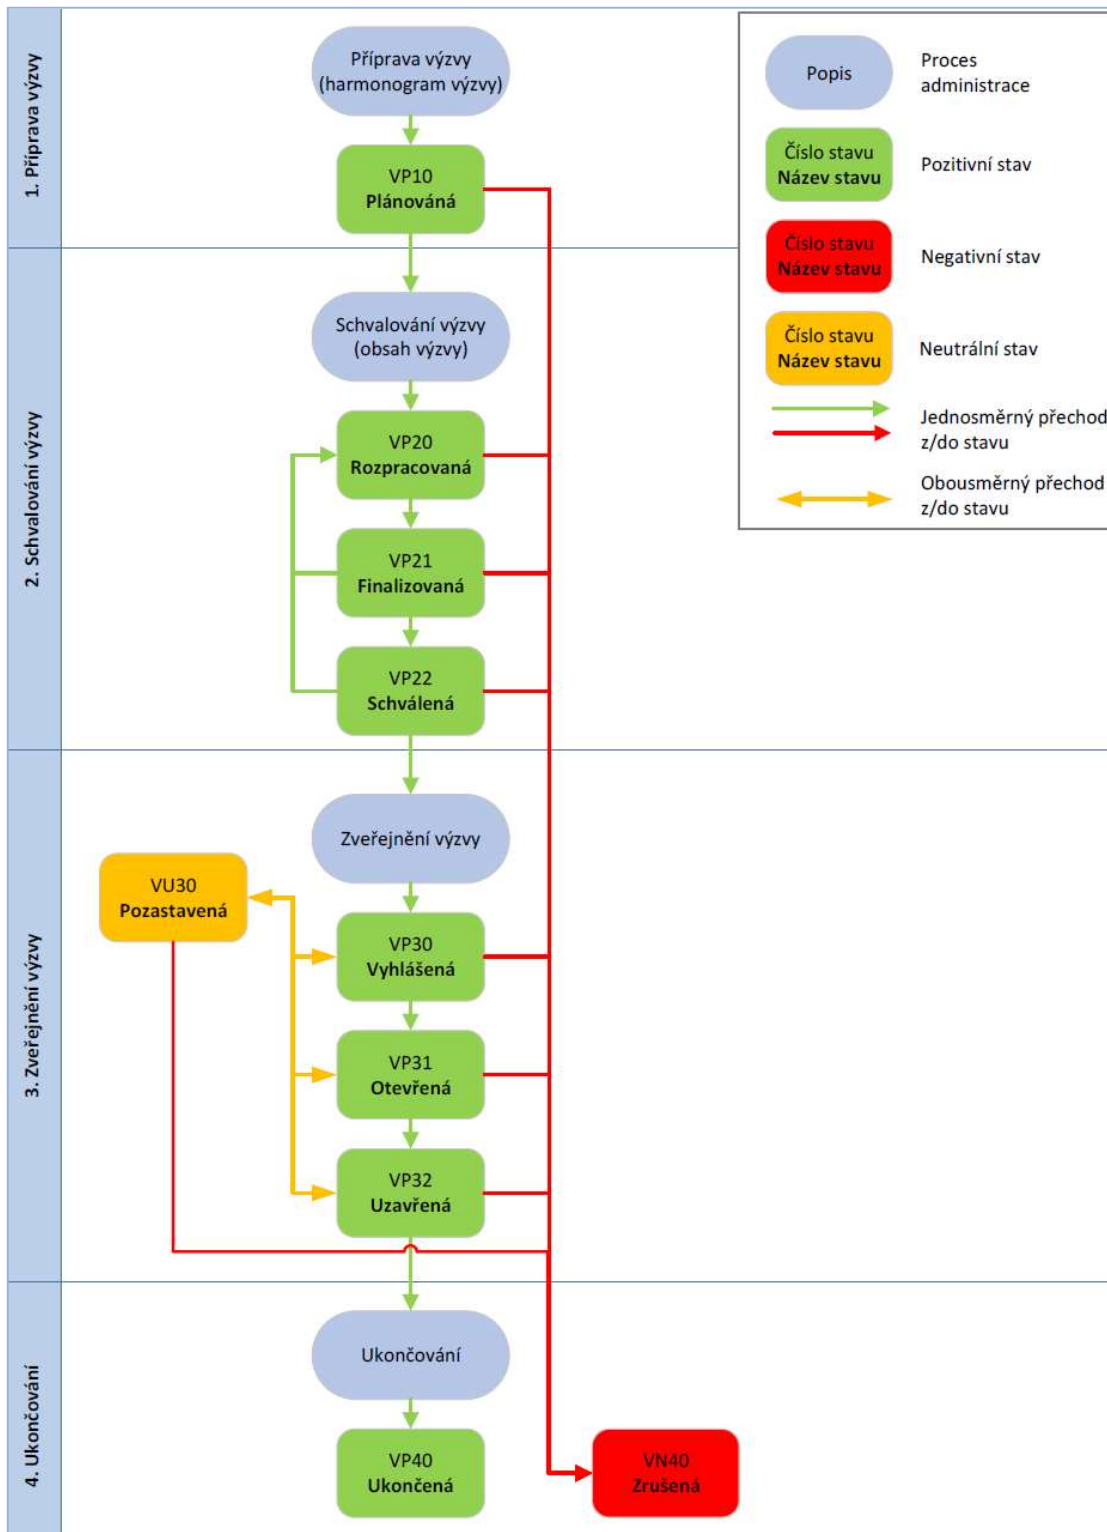 1. Příprava výzvy
Příprava výzvy
(harmonogram výzvy)
VP10
Plánováná
2. Schvalování výzvy
Schvalování výzvy
(obsah výzvy)
VP20
Rozpracovaná
VP21
Finalizovaná
VP22
Schválená
3. Zveřejnění výzvy
Zveřejnění výzvy
VU30
Pozastavená
VP30
Vyhlášená
VP31
Otevřená
VP32
Uzavřená
4. Ukončování
Ukončování
VP40
Ukončená
VN40
Zrušená
Popis
Proces
administrace
Číslo stavu
Název stavu
Pozitivní stav
Číslo stavu
Název stavu
Negativní stav
Číslo stavu
Název stavu
Neutrální stav
Jednosměrný přechod
z/do stavu
Obousměrný přechod
z/do stavu